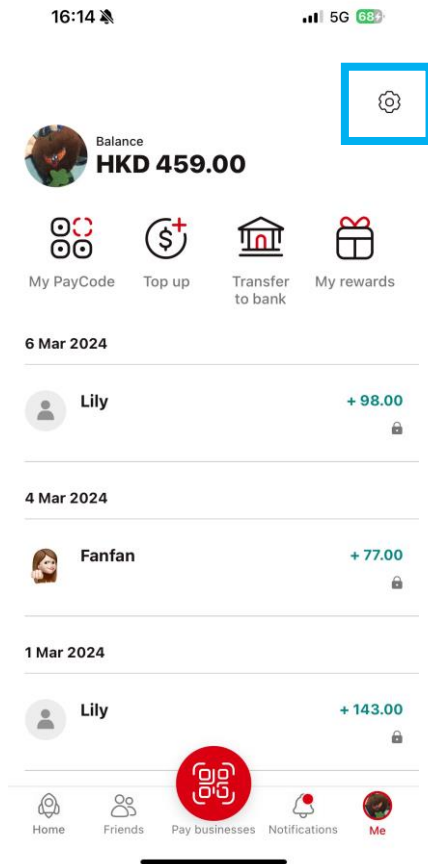 16:14
5G 68
Balance
HKD 459.00
My PayCode
Top up
Transfer
to bank
My rewards
6 Mar 2024
Lily
+ 98.00
4 Mar 2024
Fanfan
+ 77.00
1 Mar 2024
Lily
+ 143.00
Home
Friends
Pay businesses
Notifications
Me